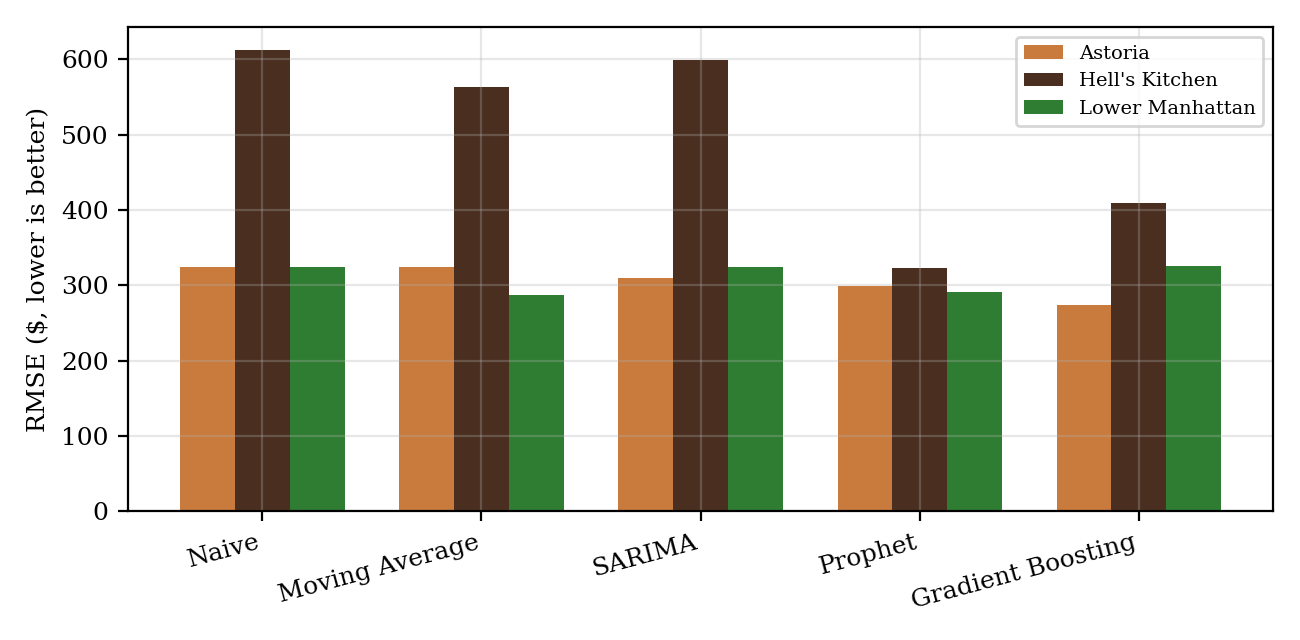 RMSE ($, lower is better)
600
500
400
300
200
100
0
Astoria
Hell's Kitchen
Lower Manhattan
Naive
Moving Average
SARIMA
Prophet
Gradient Boosting